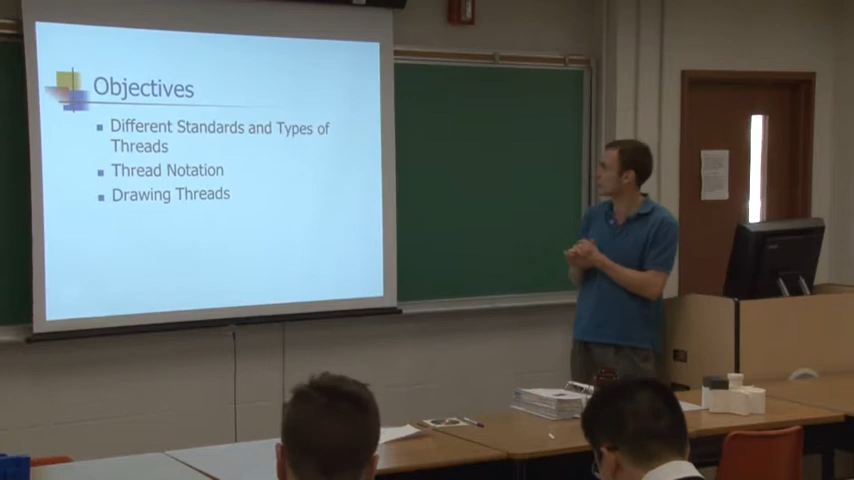 Objectives
Different Standards and Types of
Threads
Thread Notation
Drawing Threads